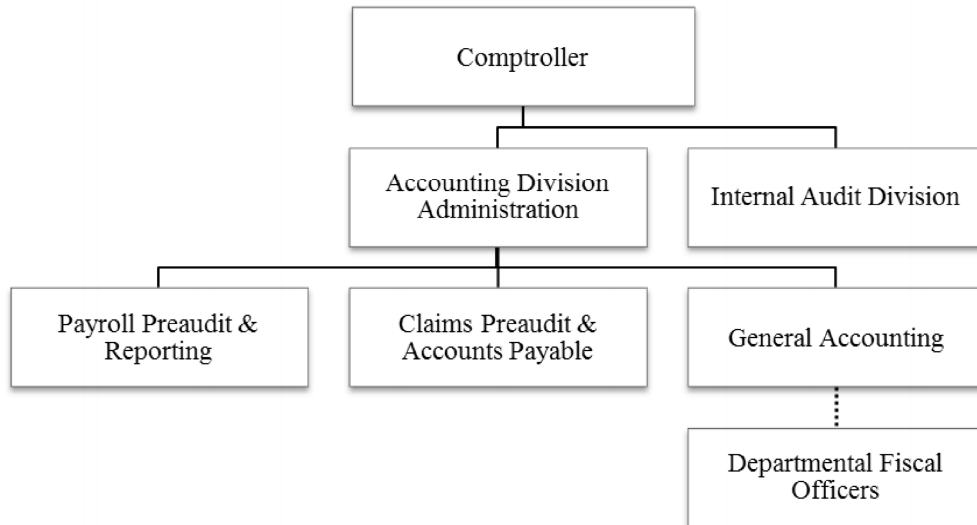 Comptroller
Accounting Division
Administration
Internal Audit Division
Payroll Preaudit &
Reporting
Claims Preaudit &
Accounts Payable
General Accounting
Departmental Fiscal
Officers